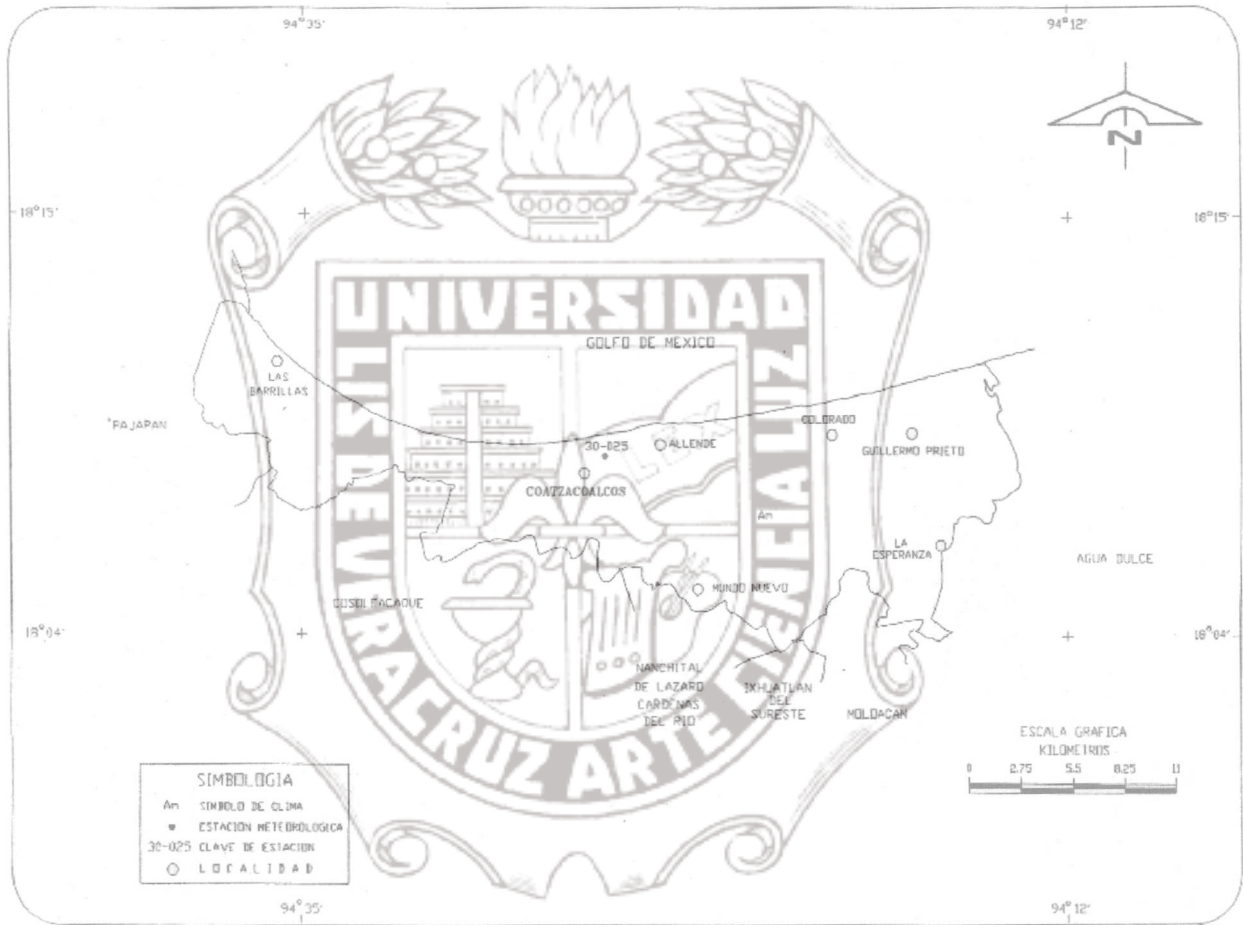 94°35'
94°12'
N
18°15'
18°15'
UNIVERSIDAD VERACRUZANA
GOLFO DE MEXICO
LAS
BARRILLAS
PAJAPAN
COLORADO
30-025
ALLENDE
GUILLERMO PRIETO
LEX
COATZACOALCOS
Am
LA
ESPERANZA
AGUA DULCE
MUNDO NUEVO
COSOLEACAQUE
18°04'
18°04'
NANCHITAL
DE LAZARO
CARDENAS
DEL RIO
IXHUATLAN
DEL
SURESTE
MOLOACAN
ARTE CIENCIA LUZ
ESCALA GRAFICA
KILOMETROS
0 2.75 5.5 8.25 11
SIMBOLOGIA
Am SIMBOLO DE CLIMA
ESTACION METEOROLOGICA
30-025 CLAVE DE ESTACION
LOCALIDAD
94°35'
94°12'